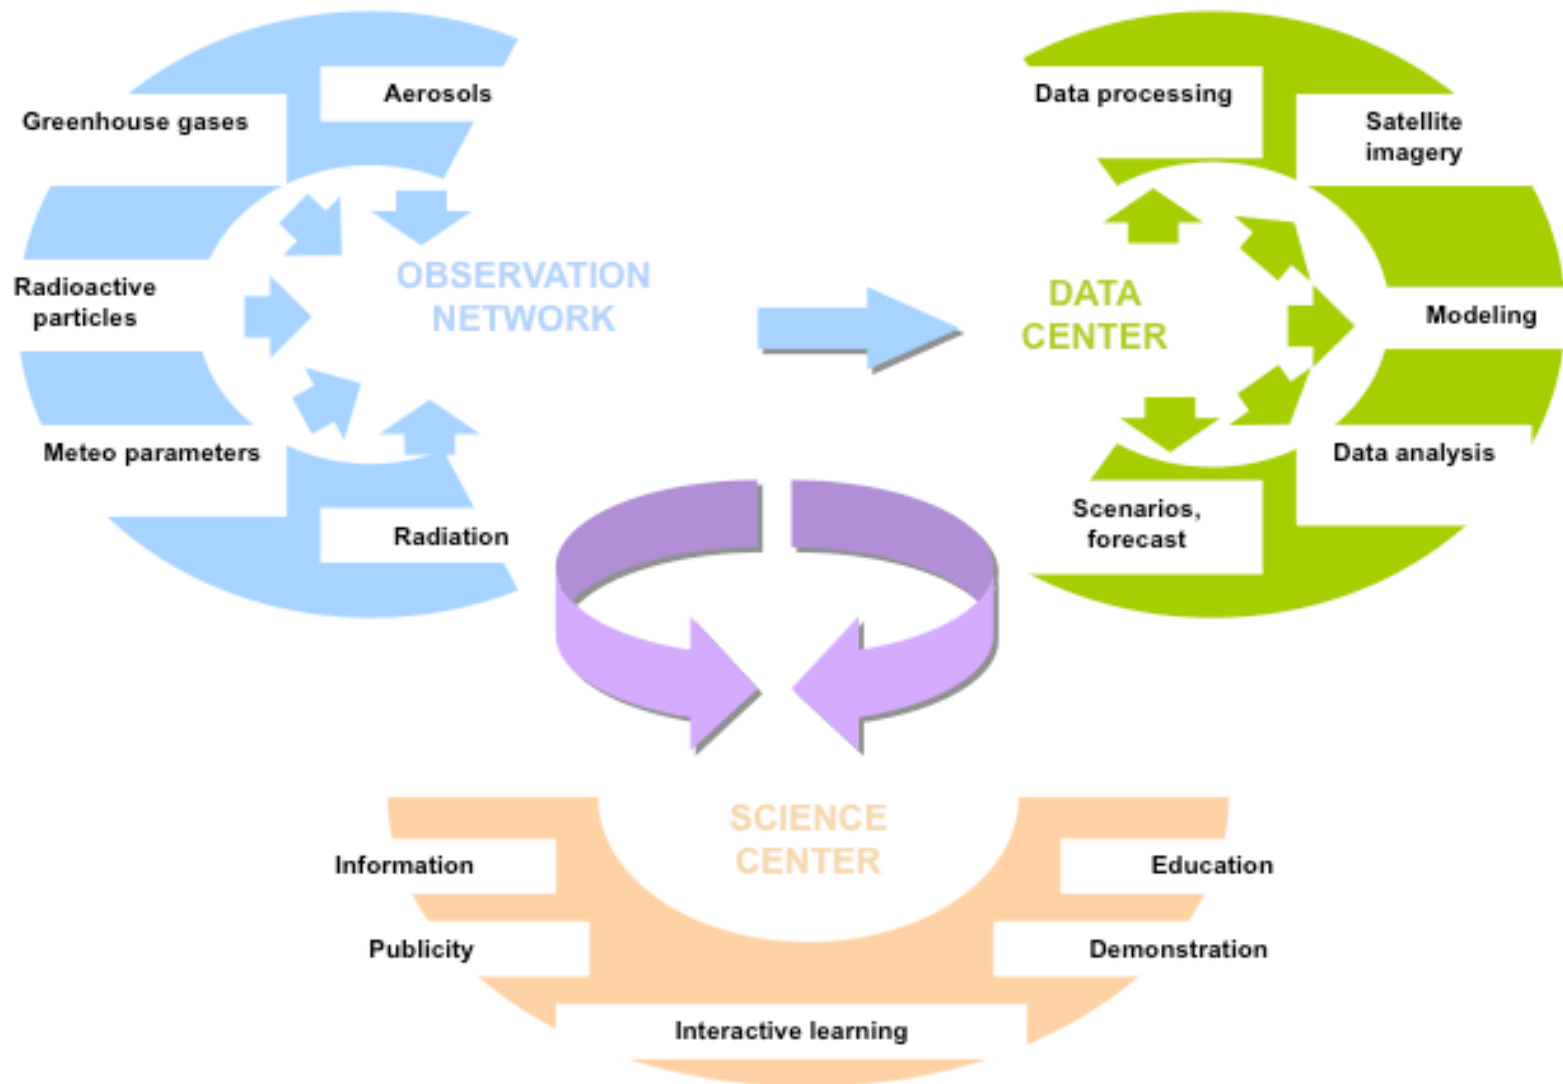 Aerosols
Greenhouse gases
Radioactive
particles
Meteo parameters
Radiation
OBSERVATION
NETWORK
Data processing
Satellite
imagery
Modeling
Data analysis
Scenarios,
forecast
DATA
CENTER
SCIENCE
CENTER
Information
Publicity
Interactive learning
Education
Demonstration